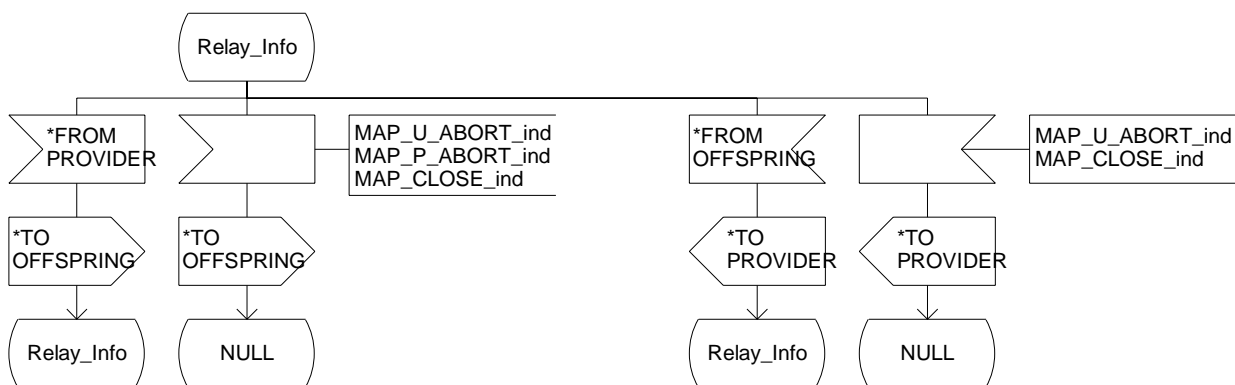 Relay_Info
*FROM
PROVIDER
MAP_U_ABORT_ind
MAP_P_ABORT_ind
MAP_CLOSE_ind
*FROM
OFFSPRING
MAP_U_ABORT_ind
MAP_CLOSE_ind
*TO
OFFSPRING
*TO
OFFSPRING
*TO
PROVIDER
*TO
PROVIDER
Relay_Info
NULL
Relay_Info
NULL